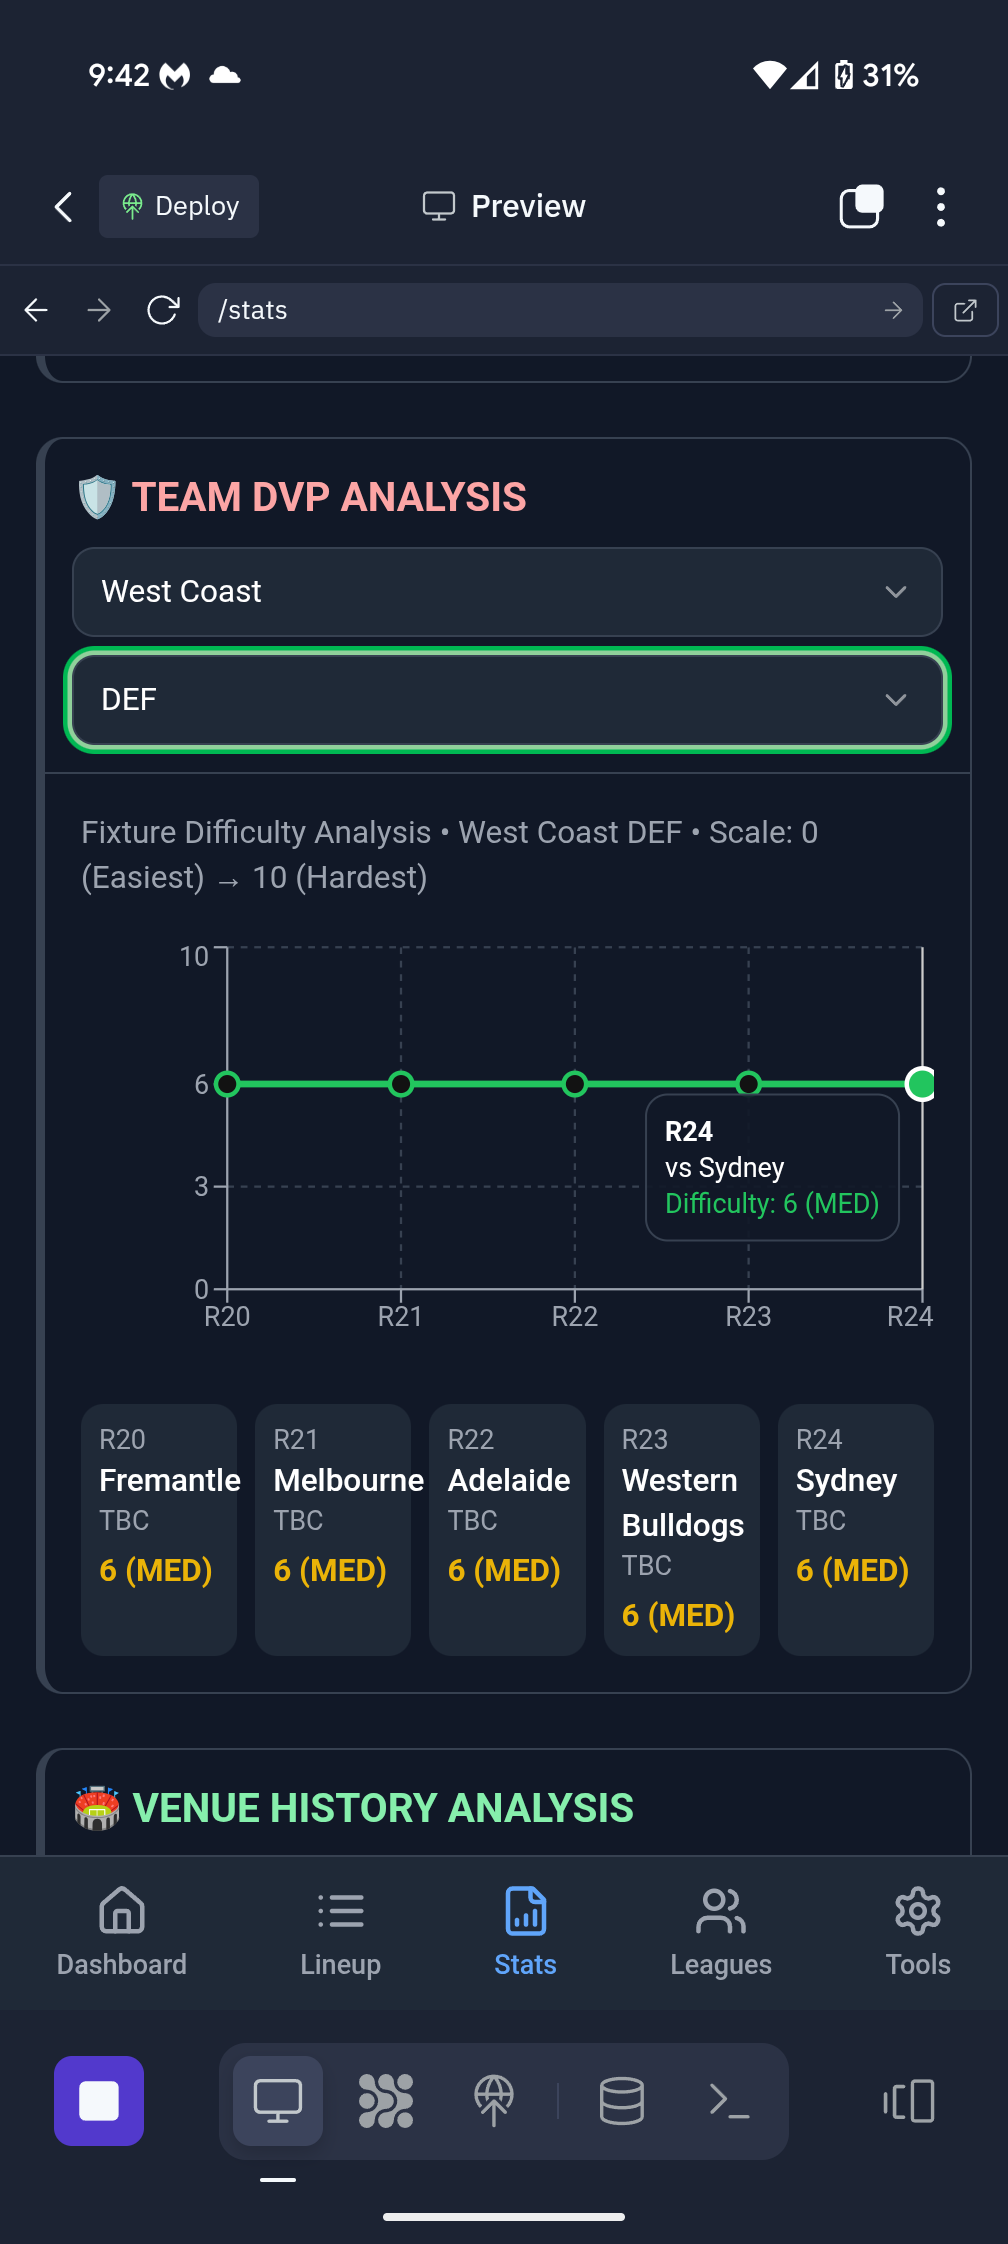 9:42
31%
Deploy
Preview
/stats
TEAM DVP ANALYSIS
West Coast
DEF
Fixture Difficulty Analysis • West Coast DEF • Scale: 0
(Easiest) → 10 (Hardest)
10
6
3
0
R24
vs Sydney
Difficulty: 6 (MED)
R20 R21 R22 R23 R24
R20
Fremantle
TBC
6 (MED)
R21
Melbourne
TBC
6 (MED)
R22
Adelaide
TBC
6 (MED)
R23
Western
Bulldogs
TBC
6 (MED)
R24
Sydney
TBC
6 (MED)
VENUE HISTORY ANALYSIS
Dashboard
Lineup
Stats
Leagues
Tools